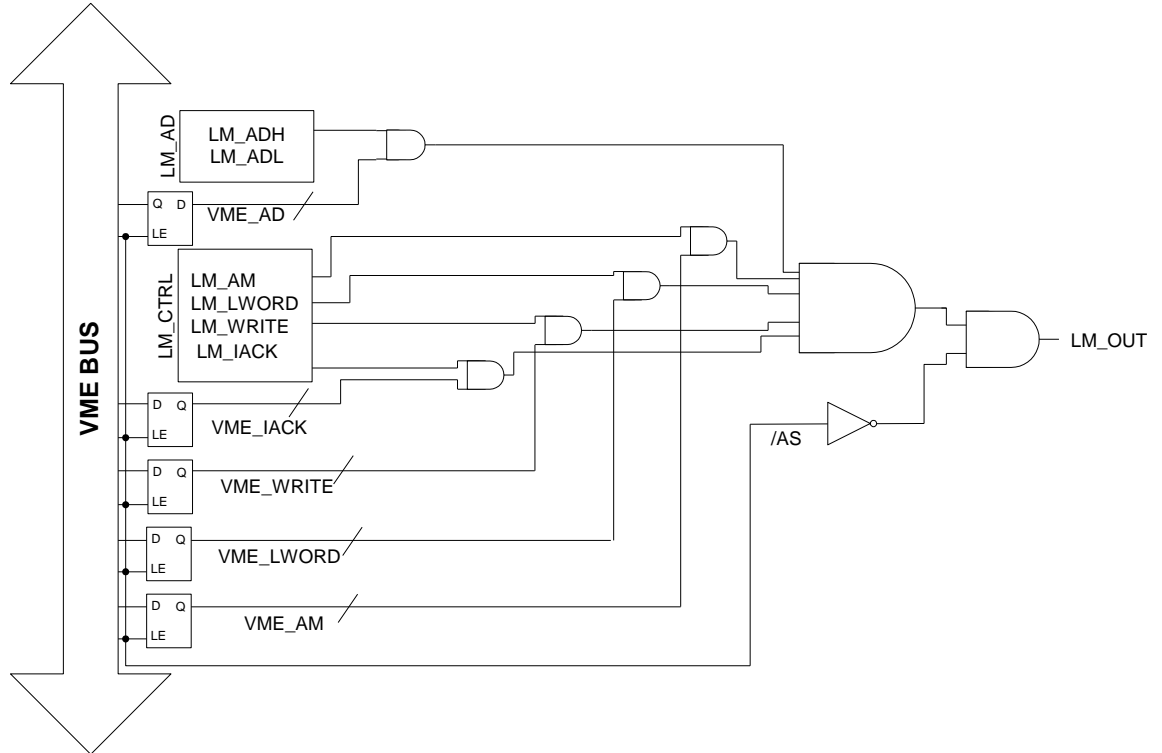 VME BUS
LM_AD
LM_ADH
LM_ADL
Q D
LE
VME_AD
LM_CTRL
LM_AM
LM_LWORD
LM_WRITE
LM_IACK
D Q
LE
VME_IACK
D Q
LE
VME_WRITE
D Q
LE
VME_LWORD
D Q
LE
VME_AM
/AS
LM_OUT